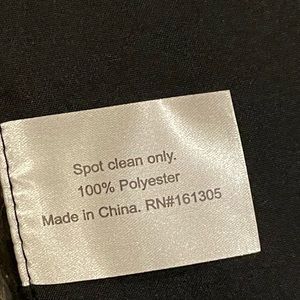 Spot clean only.
100% Polyester
Made in China. RN#161305